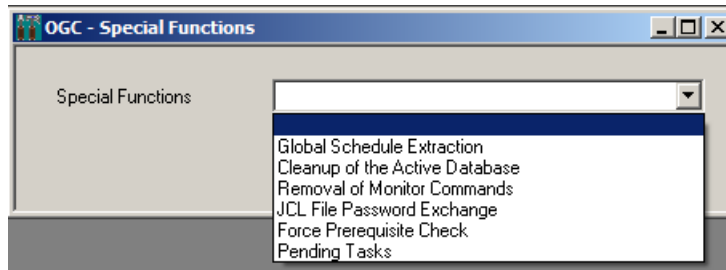 OGC - Special Functions
Special Functions
Global Schedule Extraction
Cleanup of the Active Database
Removal of Monitor Commands
JCL File Password Exchange
Force Prerequisite Check
Pending Tasks